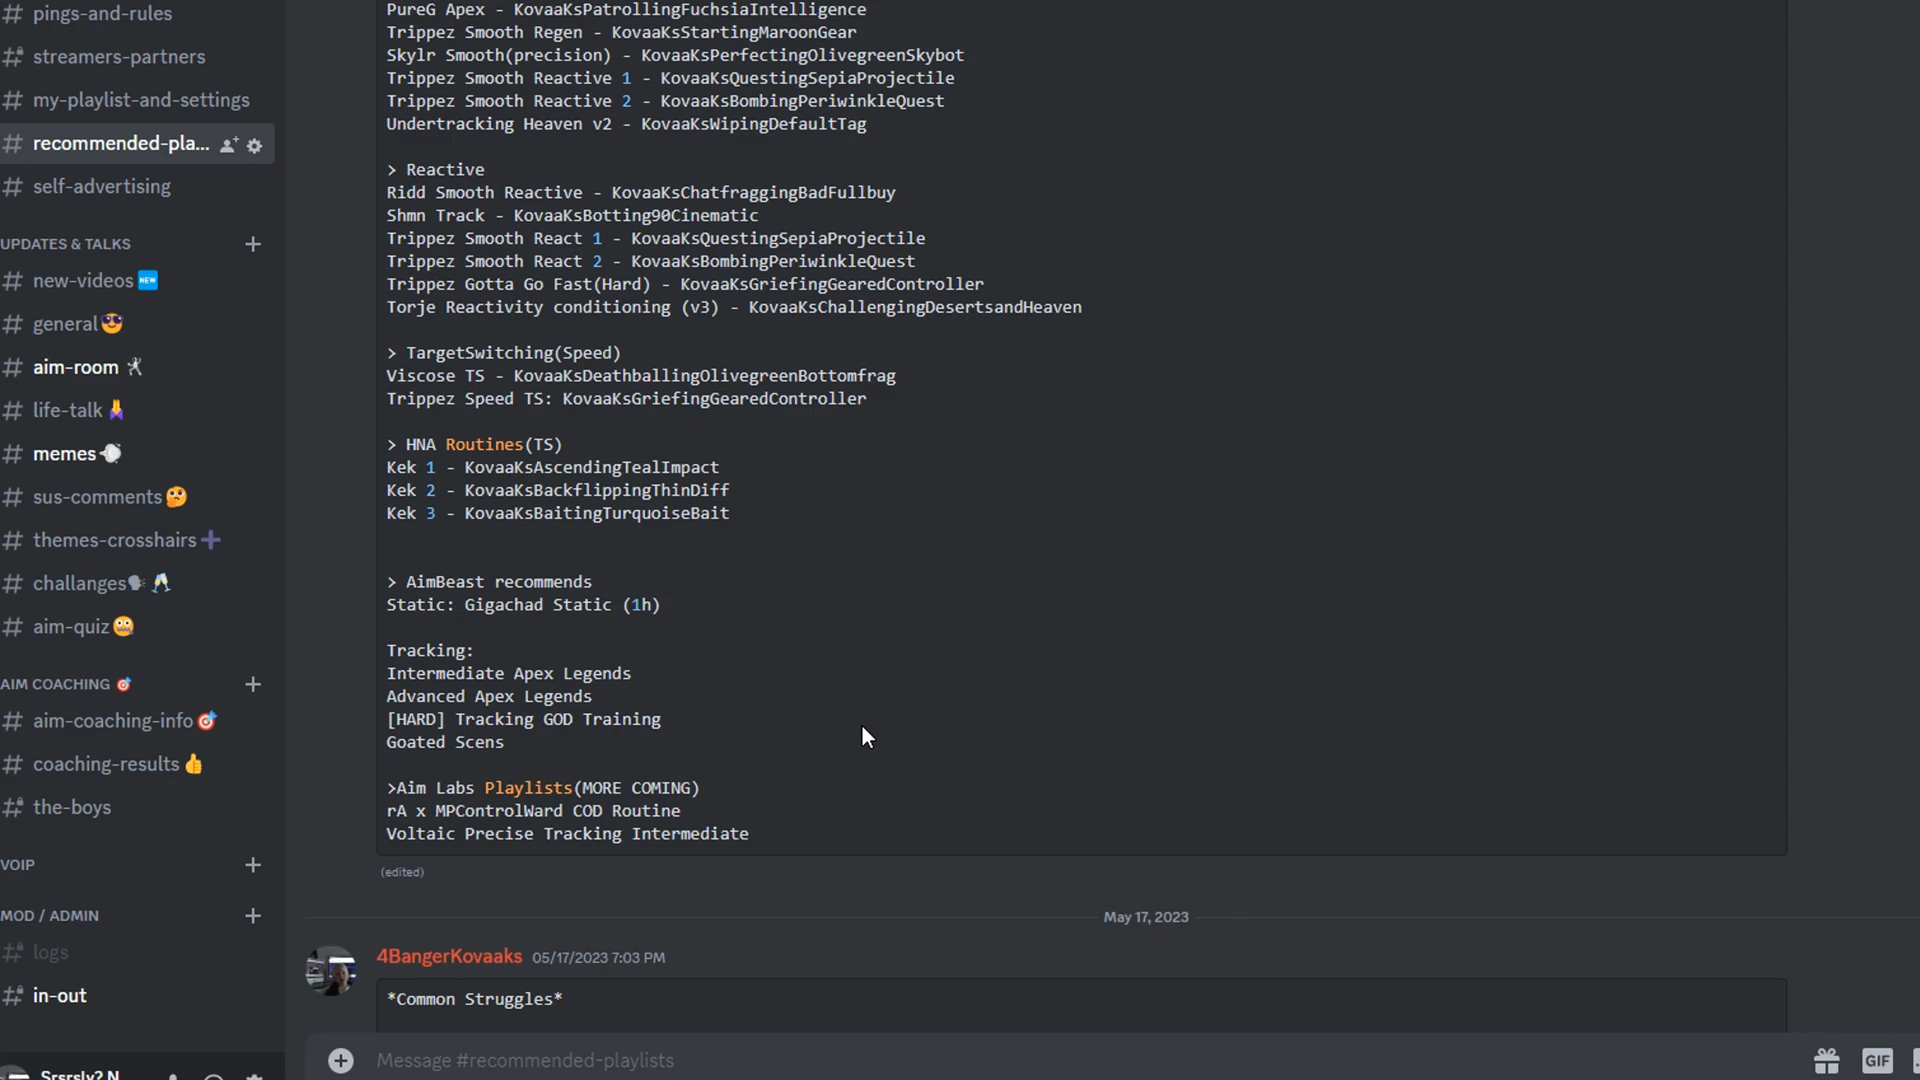 pings-and-rules
streamers-partners
my-playlist-and-settings
recommended-pla...
self-advertising
UPDATES & TALKS
new-videos NEW
general
aim-room
life-talk
memes
sus-comments
themes-crosshairs
challanges
aim-quiz
AIM COACHING
aim-coaching-info
coaching-results
the-boys
VOIP
MOD / ADMIN
logs
in-out
Srsrsly? N
PureG Apex - KovaaKsPatrollingFuchsiaIntelligence
Trippez Smooth Regen - KovaaKsStartingMaroonGear
Skylr Smooth(precision) - KovaaKsPerfectingOlivegreenSkybot
Trippez Smooth Reactive 1 - KovaaKsQuestingSepiaProjectile
Trippez Smooth Reactive 2 - KovaaKsBombingPeriwinkleQuest
Undertracking Heaven v2 - KovaaKsWipingDefaultTag
> Reactive
Ridd Smooth Reactive - KovaaKsChatfraggingBadFullbuy
Shmn Track - KovaaKsBotting90Cinematic
Trippez Smooth React 1 - KovaaKsQuestingSepiaProjectile
Trippez Smooth React 2 - KovaaKsBombingPeriwinkleQuest
Trippez Gotta Go Fast(Hard) - KovaaKsGriefingGearedController
Torje Reactivity conditioning (v3) - KovaaKsChallengingDesertsandHeaven
> TargetSwitching(Speed)
Viscose TS - KovaaKsDeathballingOlivegreenBottomfrag
Trippez Speed TS: KovaaKsGriefingGearedController
> HNA Routines(TS)
Kek 1 - KovaaKsAscendingTealImpact
Kek 2 - KovaaKsBackflippingThinDiff
Kek 3 - KovaaKsBaitingTurquoiseBait
> AimBeast recommends
Static: Gigachad Static (1h)
Tracking:
Intermediate Apex Legends
Advanced Apex Legends
[HARD] Tracking GOD Training
Goated Scens
>Aim Labs Playlists(MORE COMING)
rA x MPControlWard COD Routine
Voltaic Precise Tracking Intermediate
(edited)
May 17, 2023
4BangerKovaaks 05/17/2023 7:03 PM
*Common Struggles*
Message #recommended-playlists
GIF